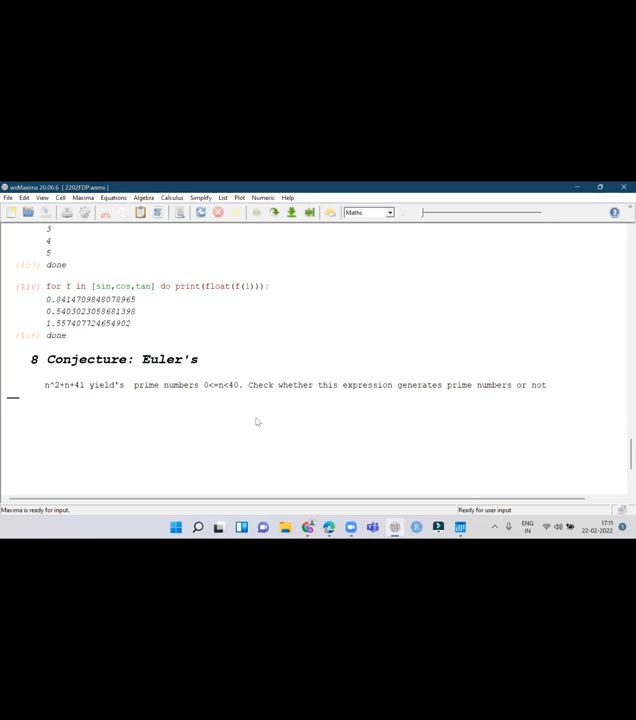 wxMaxima 20.06.6 [ 2202FDP.wxmx ]
File Edit View Cell Maxima Equations Algebra Calculus Simplify List Plot Numeric Help
Maths
3
4
5
(%o3) done
(%i6) for f in [sin,cos,tan] do print(float(f(1)));
0.8414709848078965
0.5403023058681398
1.557407724654902
(%o6) done
8 Conjecture: Euler's
n^2+n+41 yield's prime numbers 0<=n<40. Check whether this expression generates prime numbers or not
Maxima is ready for input. Ready for user input
ENG 17:11
IN 22-02-2022